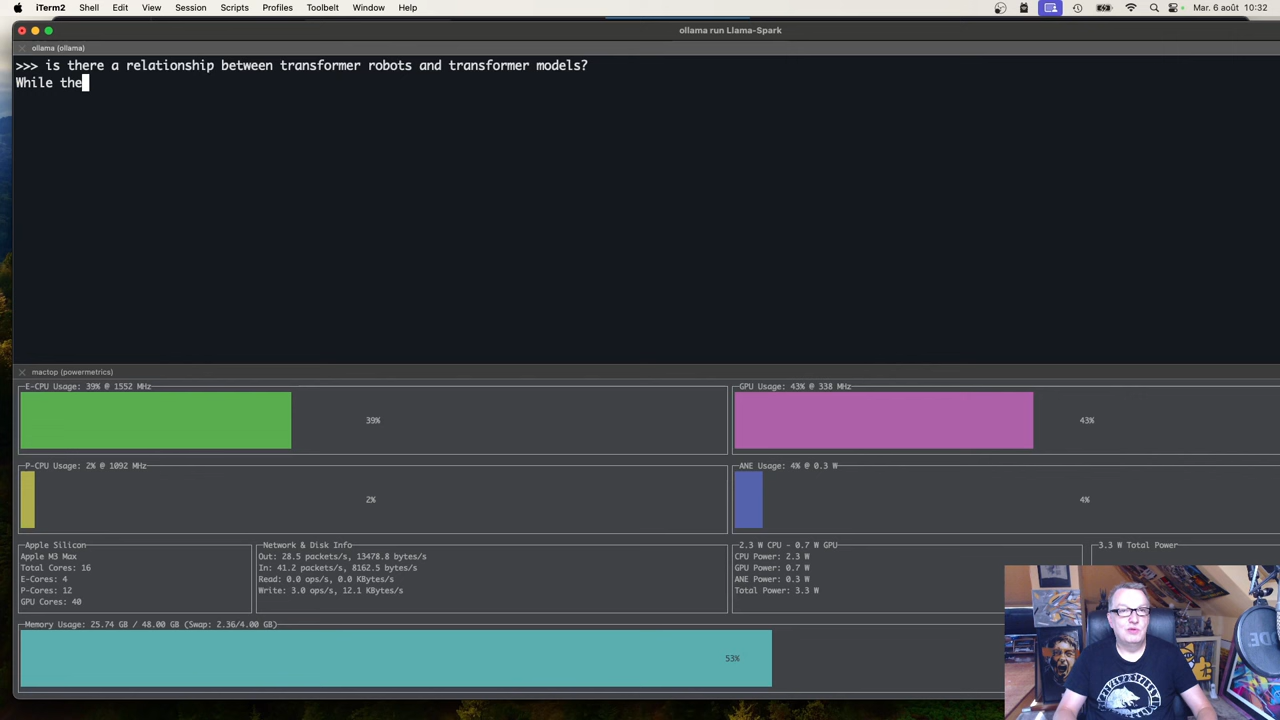 iTerm2 Shell Edit View Session Scripts Profiles Toolbelt Window Help Mar. 6 août 10:32
ollama run Llama-Spark
ollama (ollama)
>>> is there a relationship between transformer robots and transformer models?
While the
mactop (powermetrics)
E-CPU Usage: 39% @ 1552 MHz
39%
GPU Usage: 43% @ 338 MHz
43%
P-CPU Usage: 2% @ 1092 MHz
2%
ANE Usage: 4% @ 0.3 W
4%
Apple Silicon
Apple M3 Max
Total Cores: 16
E-Cores: 4
P-Cores: 12
GPU Cores: 40
Network & Disk Info
Out: 28.5 packets/s, 13478.8 bytes/s
In: 41.2 packets/s, 8162.5 bytes/s
Read: 0.0 ops/s, 0.0 KBytes/s
Write: 3.0 ops/s, 12.1 KBytes/s
2.3 W CPU - 0.7 W GPU
CPU Power: 2.3 W
GPU Power: 0.7 W
ANE Power: 0.3 W
Total Power: 3.3 W
3.3 W Total Power
Memory Usage: 25.74 GB / 48.00 GB (Swap: 2.36/4.00 GB)
53%